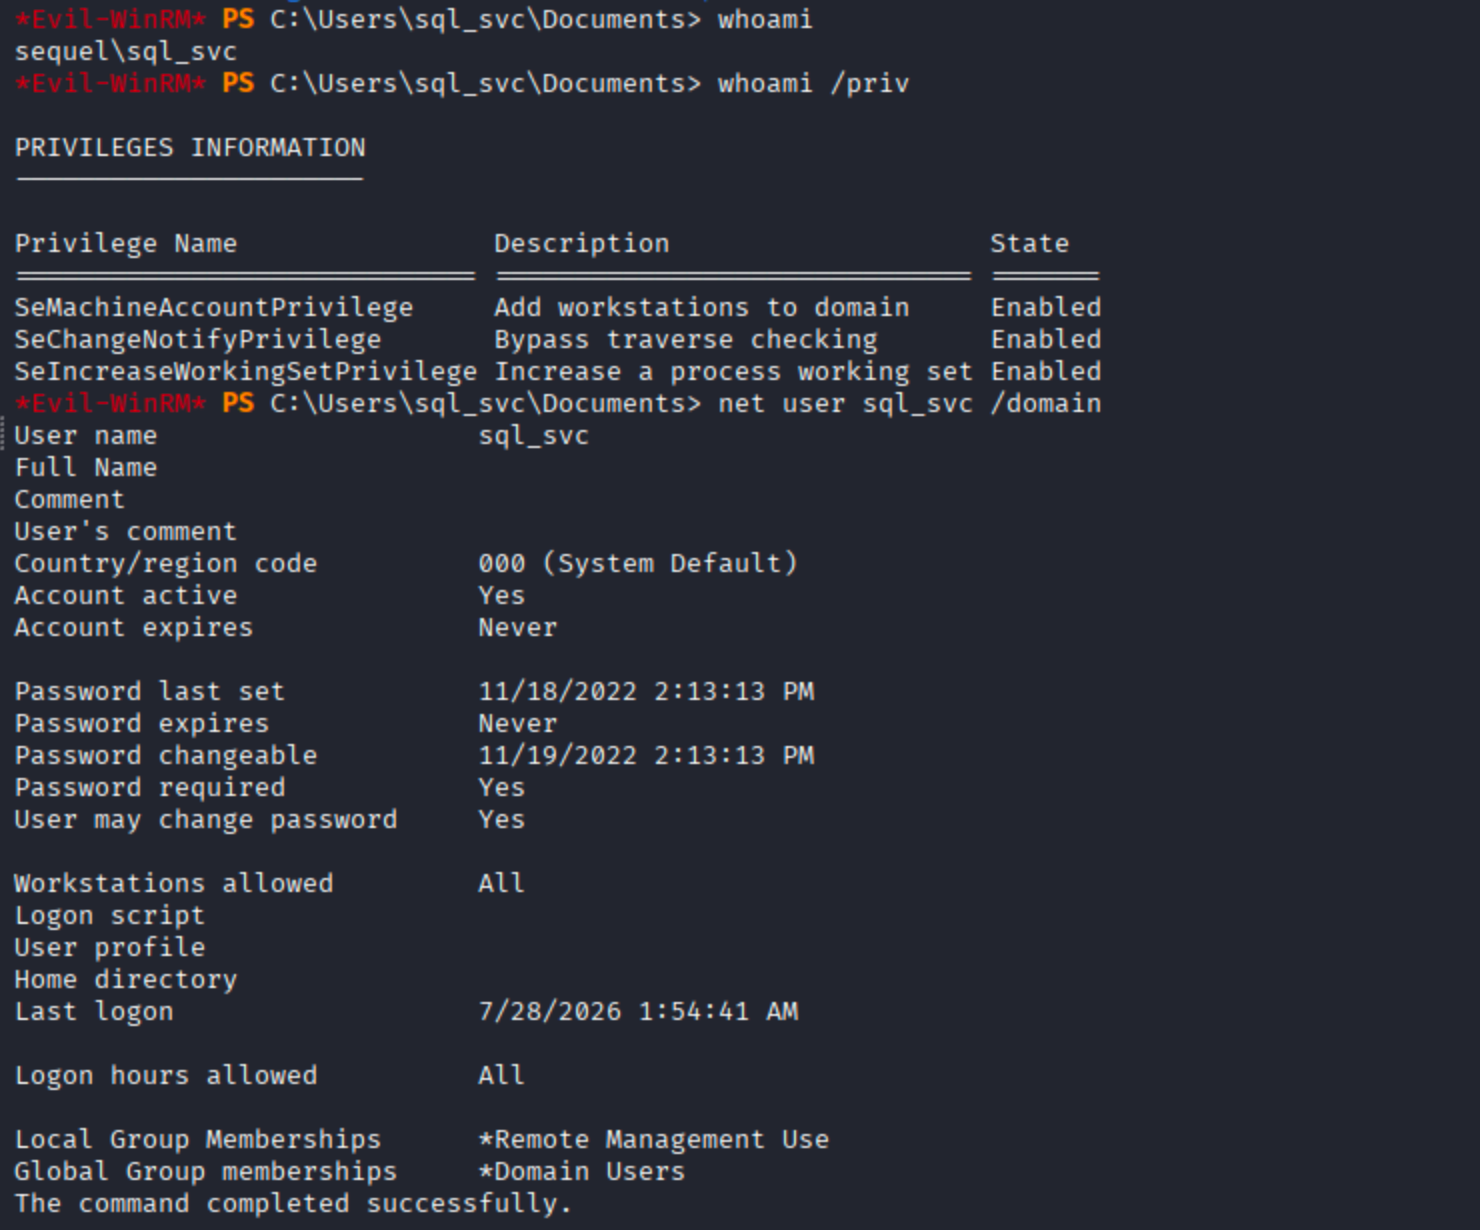 *Evil-WinRM* PS C:\Users\sql_svc\Documents> whoami
sequel\sql_svc
*Evil-WinRM* PS C:\Users\sql_svc\Documents> whoami /priv
PRIVILEGES INFORMATION
----------------------
Privilege Name                Description                    State
============================= ============================== =======
SeMachineAccountPrivilege     Add workstations to domain     Enabled
SeChangeNotifyPrivilege       Bypass traverse checking       Enabled
SeIncreaseWorkingSetPrivilege Increase a process working set Enabled
*Evil-WinRM* PS C:\Users\sql_svc\Documents> net user sql_svc /domain
User name                    sql_svc
Full Name
Comment
User's comment
Country/region code          000 (System Default)
Account active               Yes
Account expires              Never
Password last set            11/18/2022 2:13:13 PM
Password expires             Never
Password changeable          11/19/2022 2:13:13 PM
Password required            Yes
User may change password     Yes
Workstations allowed         All
Logon script
User profile
Home directory
Last logon                   7/28/2026 1:54:41 AM
Logon hours allowed          All
Local Group Memberships      *Remote Management Use
Global Group memberships     *Domain Users
The command completed successfully.